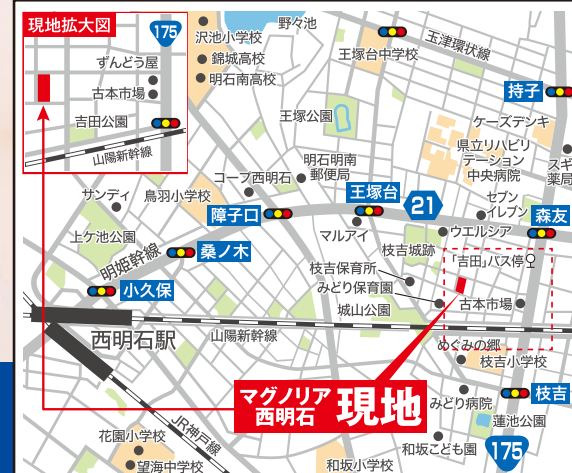 現地拡大図
175
ずんどう屋
古本市場
吉田公園
山陽新幹線
野々池
沢池小学校
錦城高校
明石南高校
王塚台中学校
玉津環状線
持子
王塚公園
ケーズデンキ
県立リハビリ
テーション
中央病院
スギ
薬局
明石明南
郵便局
コープ西明石
サンディ
鳥羽小学校
障子口
王塚台
21
セブン
イレブン
森友
マルアイ
ウエルシア
上ケ池公園
明姫幹線
桑ノ木
枝吉城跡
「吉田」バス停
枝吉保育所
みどり保育園
小久保
城山公園
古本市場
西明石駅
山陽新幹線
めぐみの郷
枝吉小学校
マグノリア
西明石
現地
みどり病院
枝吉
蓮池公園
JR神戸線
花園小学校
望海中学校
和坂こども園
和坂小学校
175